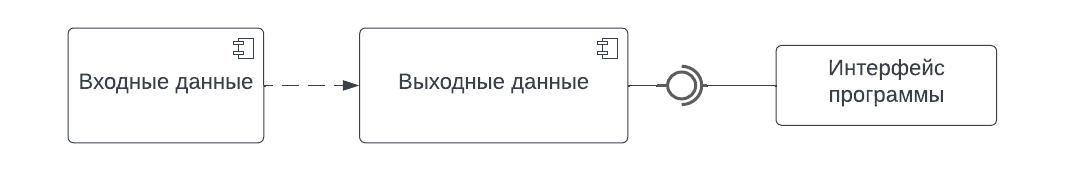 Входные данные
Выходные данные
Интерфейс
программы